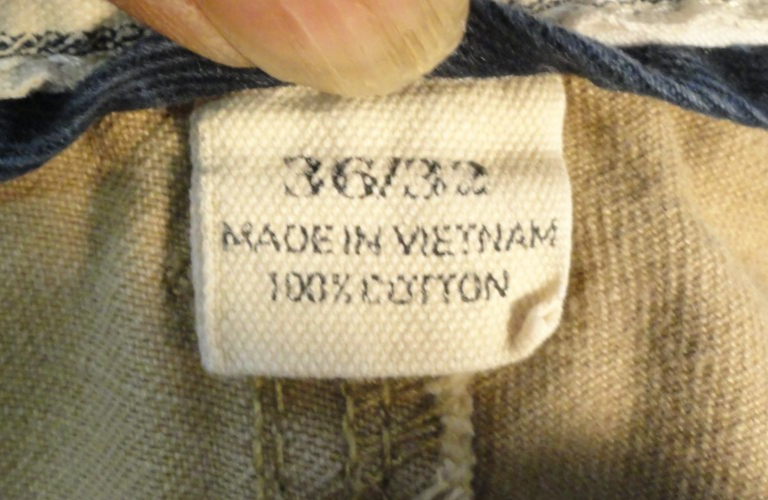 36/32
MADE IN VIETNAM
100% COTTON